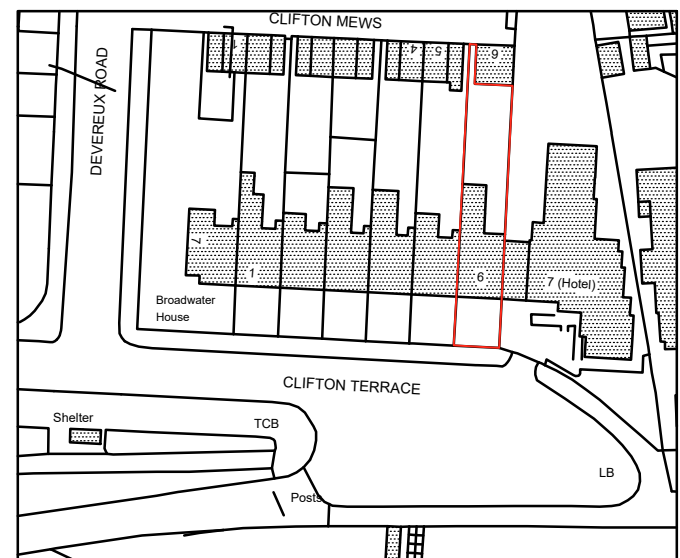 CLIFTON MEWS
DEVEREUX ROAD
1
4
5
6
7
1
6
7 (Hotel)
Broadwater
House
CLIFTON TERRACE
Shelter
TCB
LB
Posts